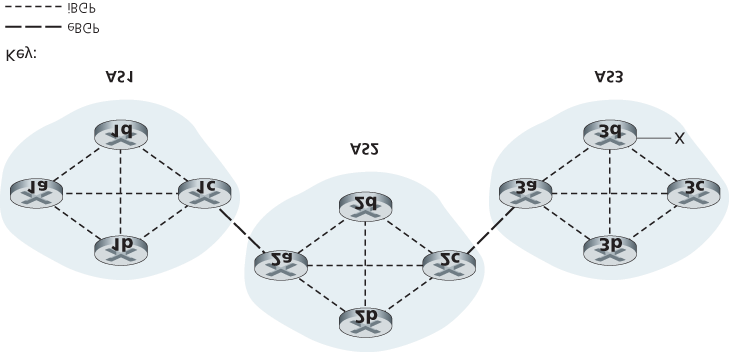 2b
2a
2c
1b
3b
2d
1a
1c
3a
3c
AS2
1d
3d
X
AS1
AS3
Key:
eBGP
iBGP